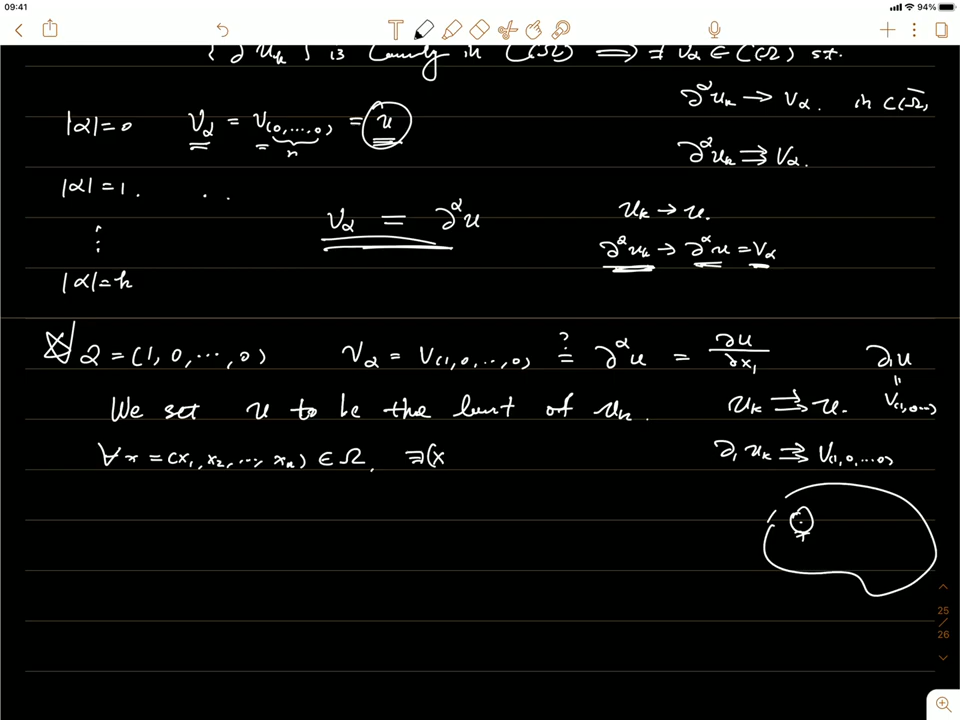 09:41
94%
{∂^α u_k} is Cauchy in C(Ω̄) ⟹ ∃ v_α ∈ C(Ω̄) st.
∂^α u_k → v_α. in C(Ω̄)
|α|=0 v_α = v_(0,...,0) = u
n
∂^α u_k ⇉ v_α.
|α|=1. . .
v_α = ∂^α u
u_k → u.
∂^α u_k → ∂^α u = v_α
⋮
|α|=k
α = (1, 0, ..., 0) v_α = v_(1,0,...,0) ?= ∂^α u = ∂u/∂x_1 ∂_1 u
We set u to be the limit of u_k. u_k ⇉ u. = v_(1,0...)
∀x = (x_1, x_2, ..., x_n) ∈ Ω, ∃(x ∂_1 u_k ⇉ v_(1,0,...,0)
x
25
/
26